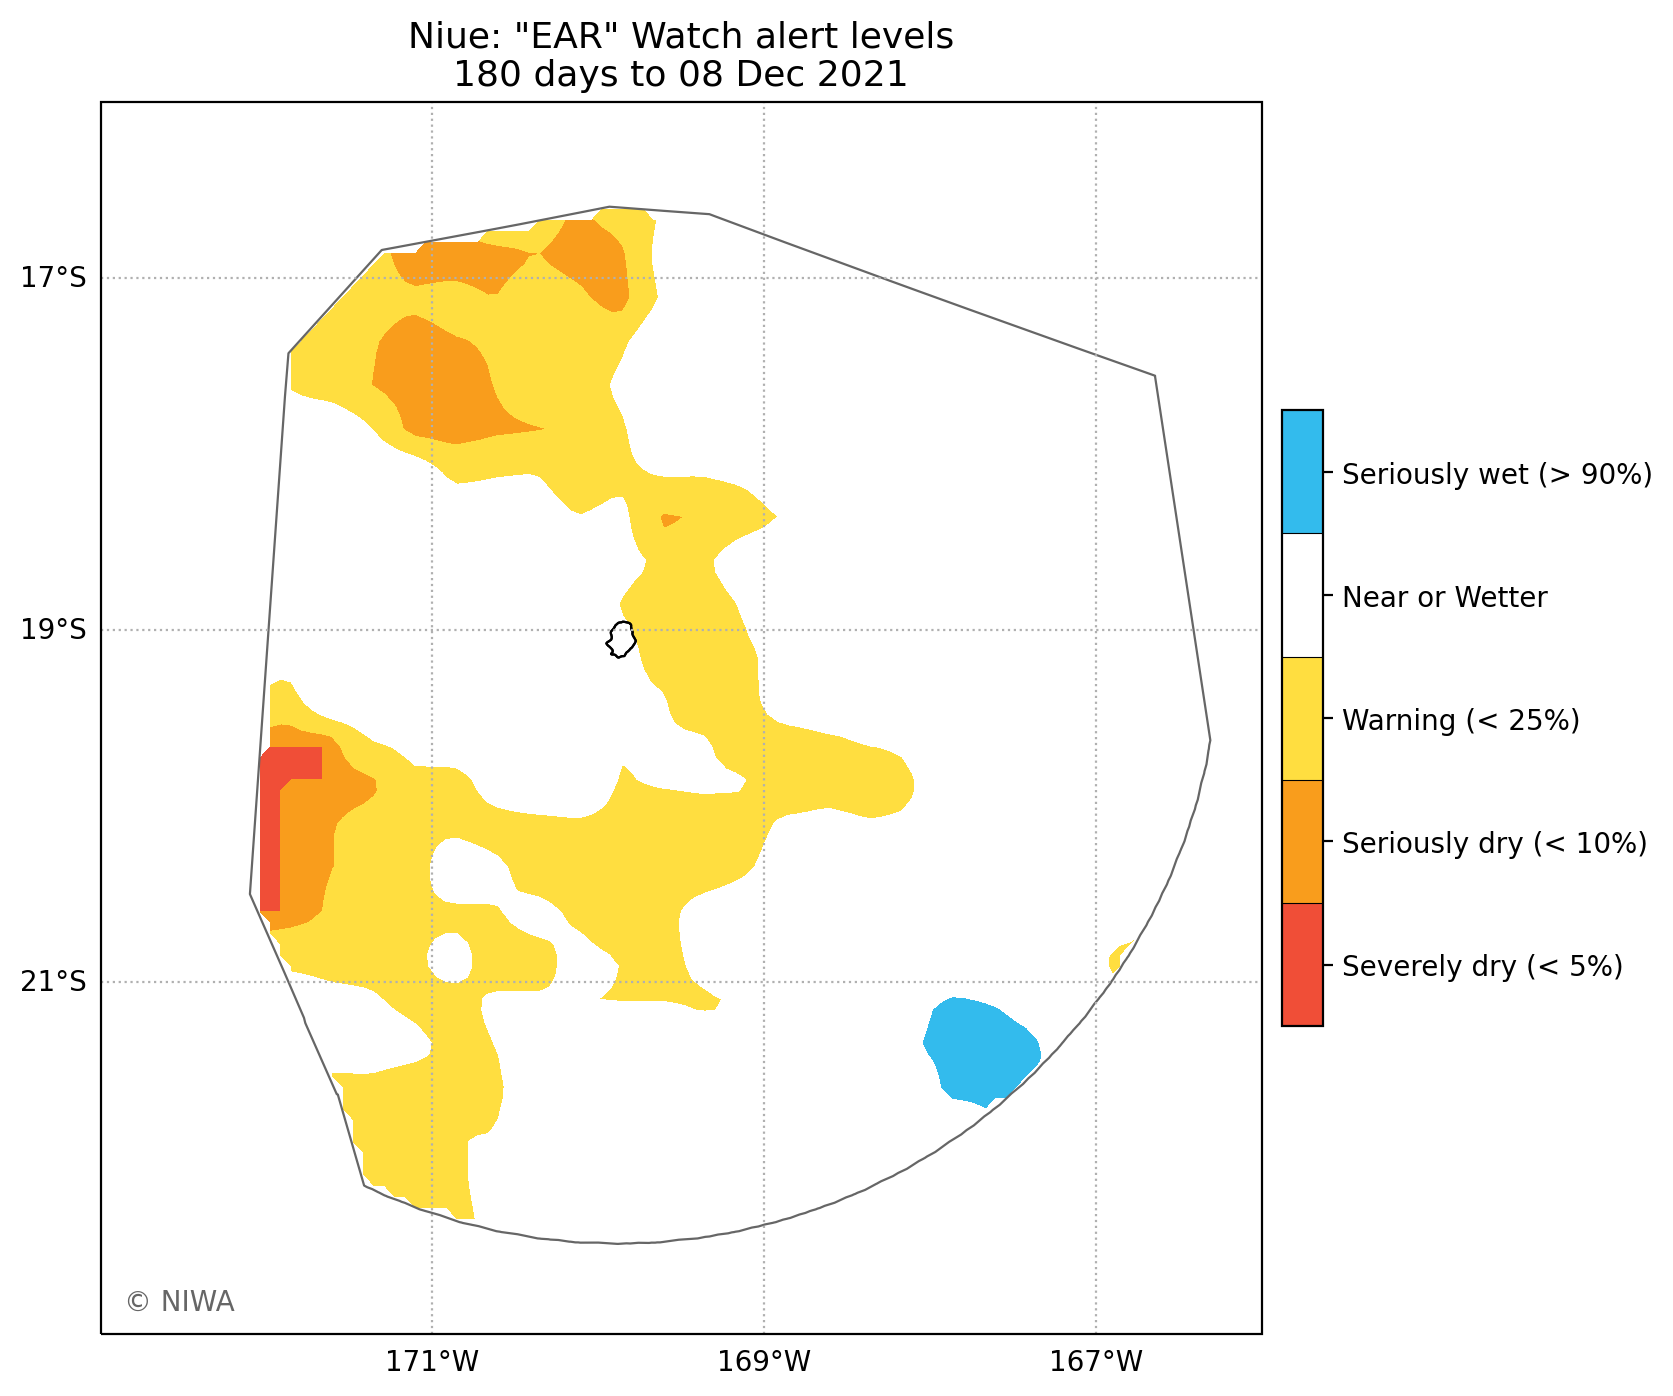 Niue: "EAR" Watch alert levels
180 days to 08 Dec 2021
17°S
19°S
21°S
171°W
169°W
167°W
Seriously wet (> 90%)
Near or Wetter
Warning (< 25%)
Seriously dry (< 10%)
Severely dry (< 5%)
© NIWA